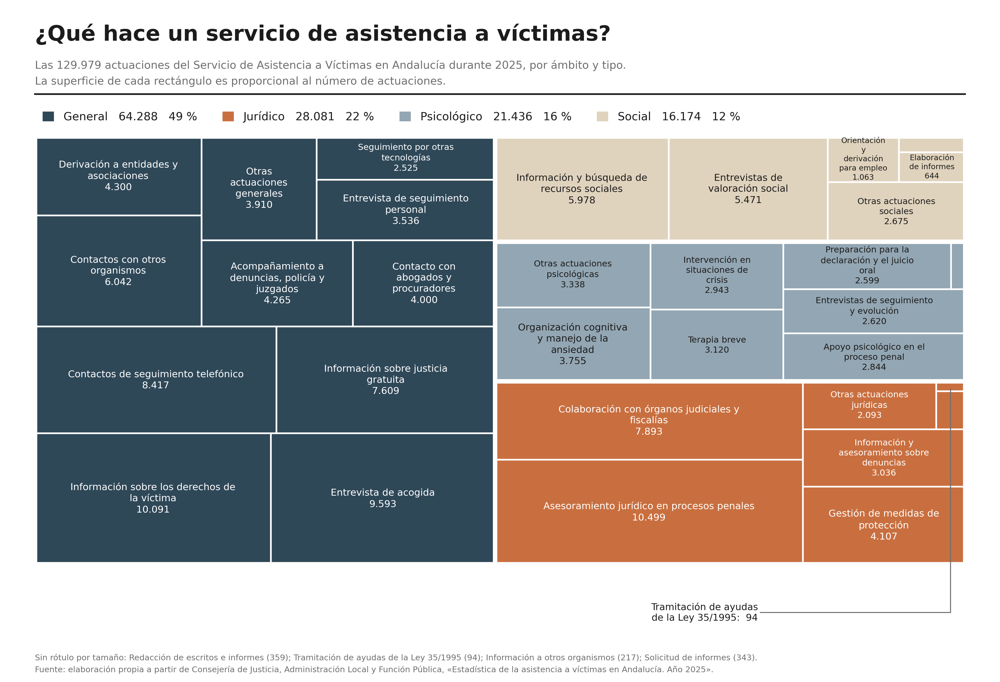 ¿Qué hace un servicio de asistencia a víctimas?
Las 129.979 actuaciones del Servicio de Asistencia a Víctimas en Andalucía durante 2025, por ámbito y tipo.
La superficie de cada rectángulo es proporcional al número de actuaciones.
General 64.288 49 %
Jurídico 28.081 22 %
Psicológico 21.436 16 %
Social 16.174 12 %
Derivación a entidades y
asociaciones
4.300
Otras
actuaciones
generales
3.910
Seguimiento por otras
tecnologías
2.525
Entrevista de seguimiento
personal
3.536
Contactos con otros
organismos
6.042
Acompañamiento a
denuncias, policía y
juzgados
4.265
Contacto con
abogados y
procuradores
4.000
Contactos de seguimiento telefónico
8.417
Información sobre justicia
gratuita
7.609
Información sobre los derechos de
la víctima
10.091
Entrevista de acogida
9.593
Información y búsqueda de
recursos sociales
5.978
Entrevistas de
valoración social
5.471
Orientación
y
derivación
para empleo
1.063
Elaboración
de informes
644
Otras actuaciones
sociales
2.675
Otras actuaciones
psicológicas
3.338
Intervención en
situaciones de
crisis
2.943
Preparación para la
declaración y el juicio
oral
2.599
Entrevistas de seguimiento
y evolución
2.620
Organización cognitiva
y manejo de la
ansiedad
3.755
Terapia breve
3.120
Apoyo psicológico en el
proceso penal
2.844
Colaboración con órganos judiciales y
fiscalías
7.893
Otras actuaciones
jurídicas
2.093
Información y
asesoramiento sobre
denuncias
3.036
Asesoramiento jurídico en procesos penales
10.499
Gestión de medidas de
protección
4.107
Tramitación de ayudas
de la Ley 35/1995: 94
Sin rótulo por tamaño: Redacción de escritos e informes (359); Tramitación de ayudas de la Ley 35/1995 (94); Información a otros organismos (217); Solicitud de informes (343).
Fuente: elaboración propia a partir de Consejería de Justicia, Administración Local y Función Pública, «Estadística de la asistencia a víctimas en Andalucía. Año 2025».